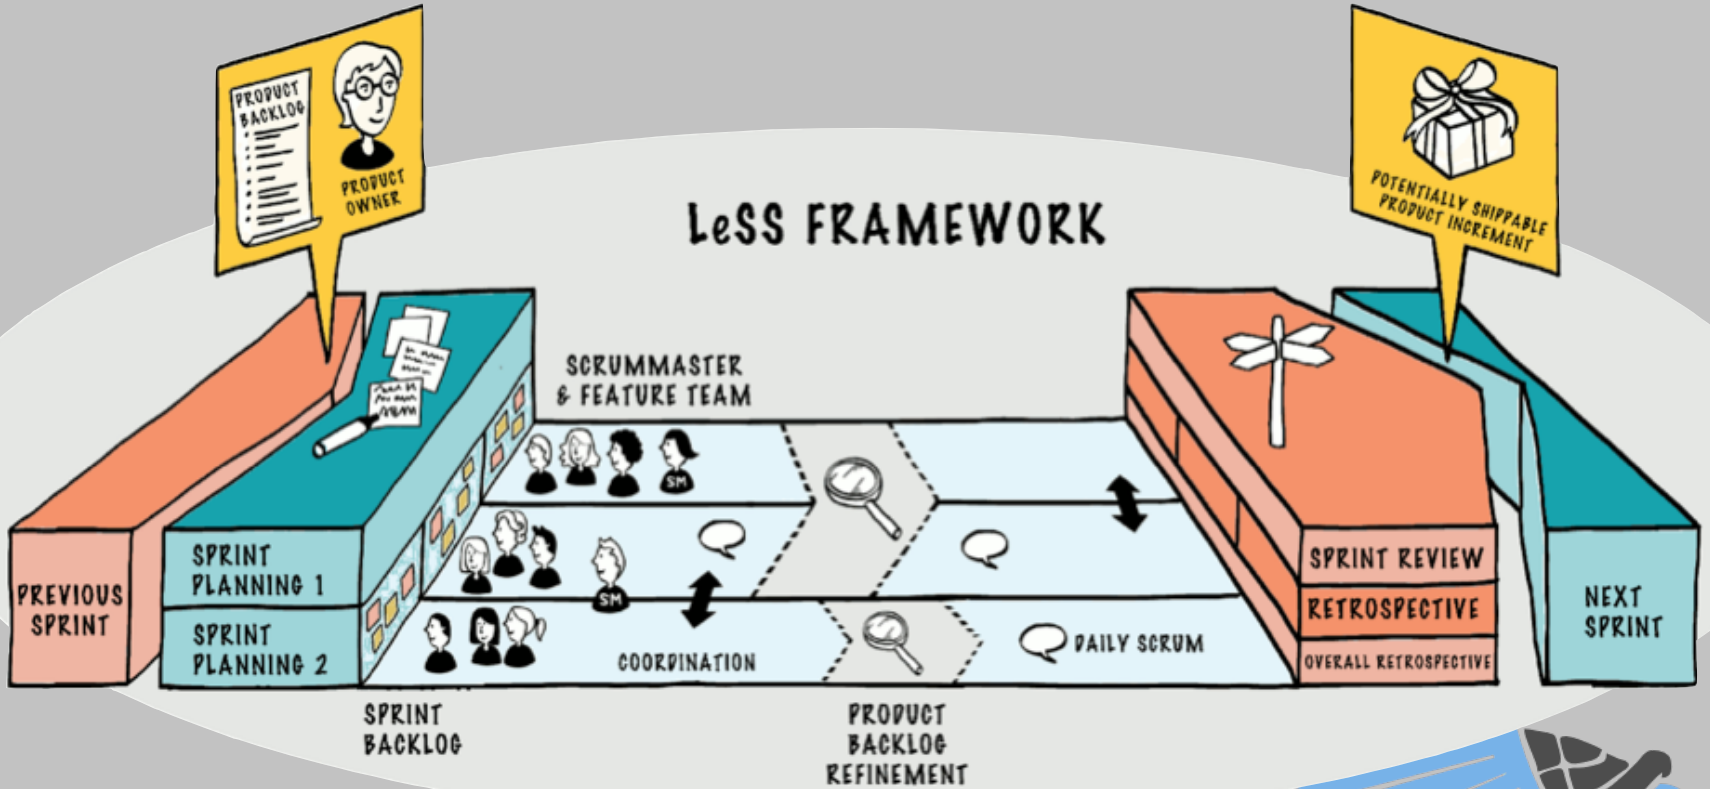 PRODUCT
BACKLOG
PRODUCT
OWNER
POTENTIALLY SHIPPABLE
PRODUCT INCREMENT
LeSS FRAMEWORK
SCRUMMASTER
& FEATURE TEAM
SM
SM
PREVIOUS
SPRINT
SPRINT
PLANNING 1
SPRINT
PLANNING 2
COORDINATION
DAILY SCRUM
SPRINT REVIEW
RETROSPECTIVE
OVERALL RETROSPECTIVE
NEXT
SPRINT
SPRINT
BACKLOG
PRODUCT
BACKLOG
REFINEMENT